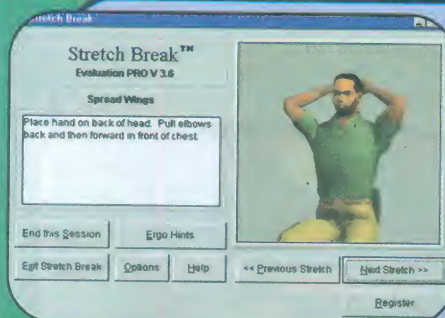 Stretch Break
Stretch Break™
Evaluation PRO V 3.6
Spread Wings
Place hand on back of head. Pull elbows
back and then forward in front of chest.
End this Session
Ergo Hints
Exit Stretch Break
Options
Help
<< Previous Stretch
Next Stretch >>
Register